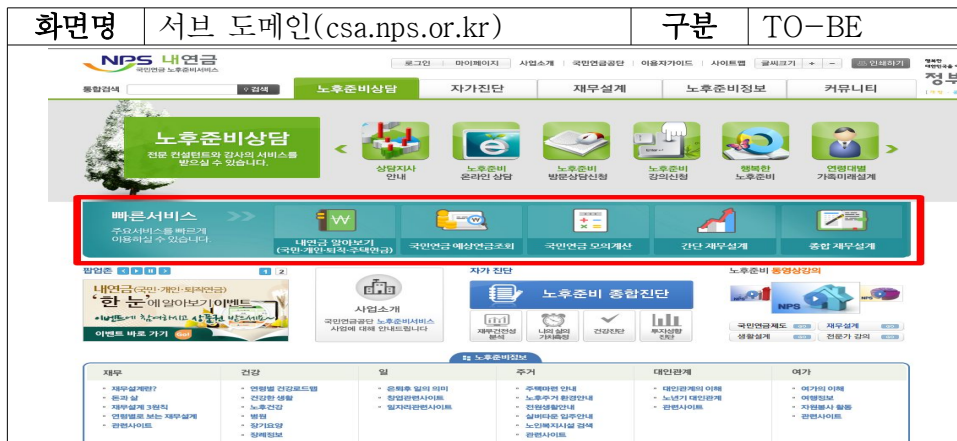 화면명 서브 도메인(csa.nps.or.kr) 구분 TO-BE
NPS 내연금
국민연금 노후준비서비스
로그인 마이페이지 사업소개 국민연금공단 이용자가이드 사이트맵 글씨크기 + - 인쇄하기
정부
통합검색 검색 노후준비상담 자가진단 재무설계 노후준비정보 커뮤니티
노후준비상담
전문 컨설턴트와 강사의 서비스를
받으실 수 있습니다.
상담지사
안내
노후준비
온라인 상담
노후준비
방문상담신청
노후준비
강의신청
행복한
노후준비
연령대별
가족미래설계
빠른서비스 >>
주요서비스를 빠르게
이용하실 수 있습니다.
내연금 알아보기
(국민·개인·퇴직·주택연금)
국민연금 예상연금조회
국민연금 모의계산
간단 재무설계
종합 재무설계
팝업존 1 2
내연금(국민·개인·퇴직연금)
'한 눈'에 알아보기 이벤트
이벤트에 참여하시고 상품권 받으세요~
이벤트 바로 가기
사업소개
국민연금공단 노후준비서비스
사업에 대해 안내드립니다
자가 진단
노후준비 종합진단
재무건전성
분석
나의 삶의
가치측정
건강진단
투자성향
진단
노후준비 동영상강의
NPS
국민연금제도 재무설계
생활설계 전문가 강의
노후준비정보
재무
· 재무설계란?
· 돈과 삶
· 재무설계 3원칙
· 연령별로 보는 재무설계
· 관련사이트
건강
· 연령별 건강로드맵
· 건강한 생활
· 노후건강
· 병원
· 장기요양
· 장례정보
일
· 은퇴후 일의 의미
· 창업관련사이트
· 일자리관련사이트
주거
· 주택마련 안내
· 노후주거 환경안내
· 전원생활안내
· 실버타운 입주안내
· 노인복지시설 검색
· 관련사이트
대인관계
· 대인관계의 이해
· 노년기 대인관계
· 관련사이트
여가
· 여가의 이해
· 여행정보
· 자원봉사 활동
· 관련사이트